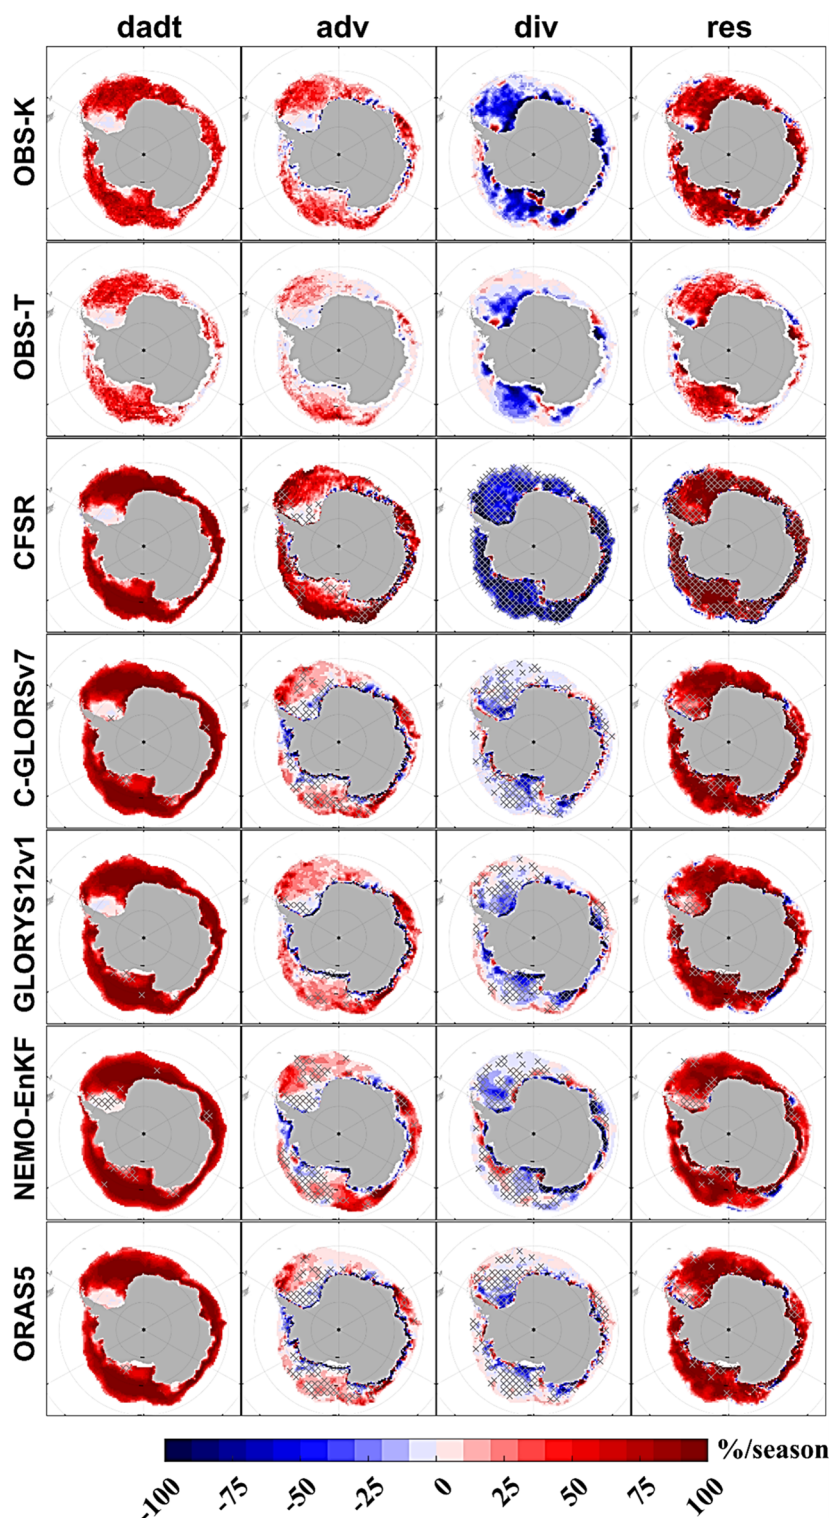 dadt adv div res
OBS-K
OBS-T
CFSR
C-GLORSv7
GLORYS12v1
NEMO-EnKF
ORAS5
%/season
-100 -75 -50 -25 0 25 50 75 100